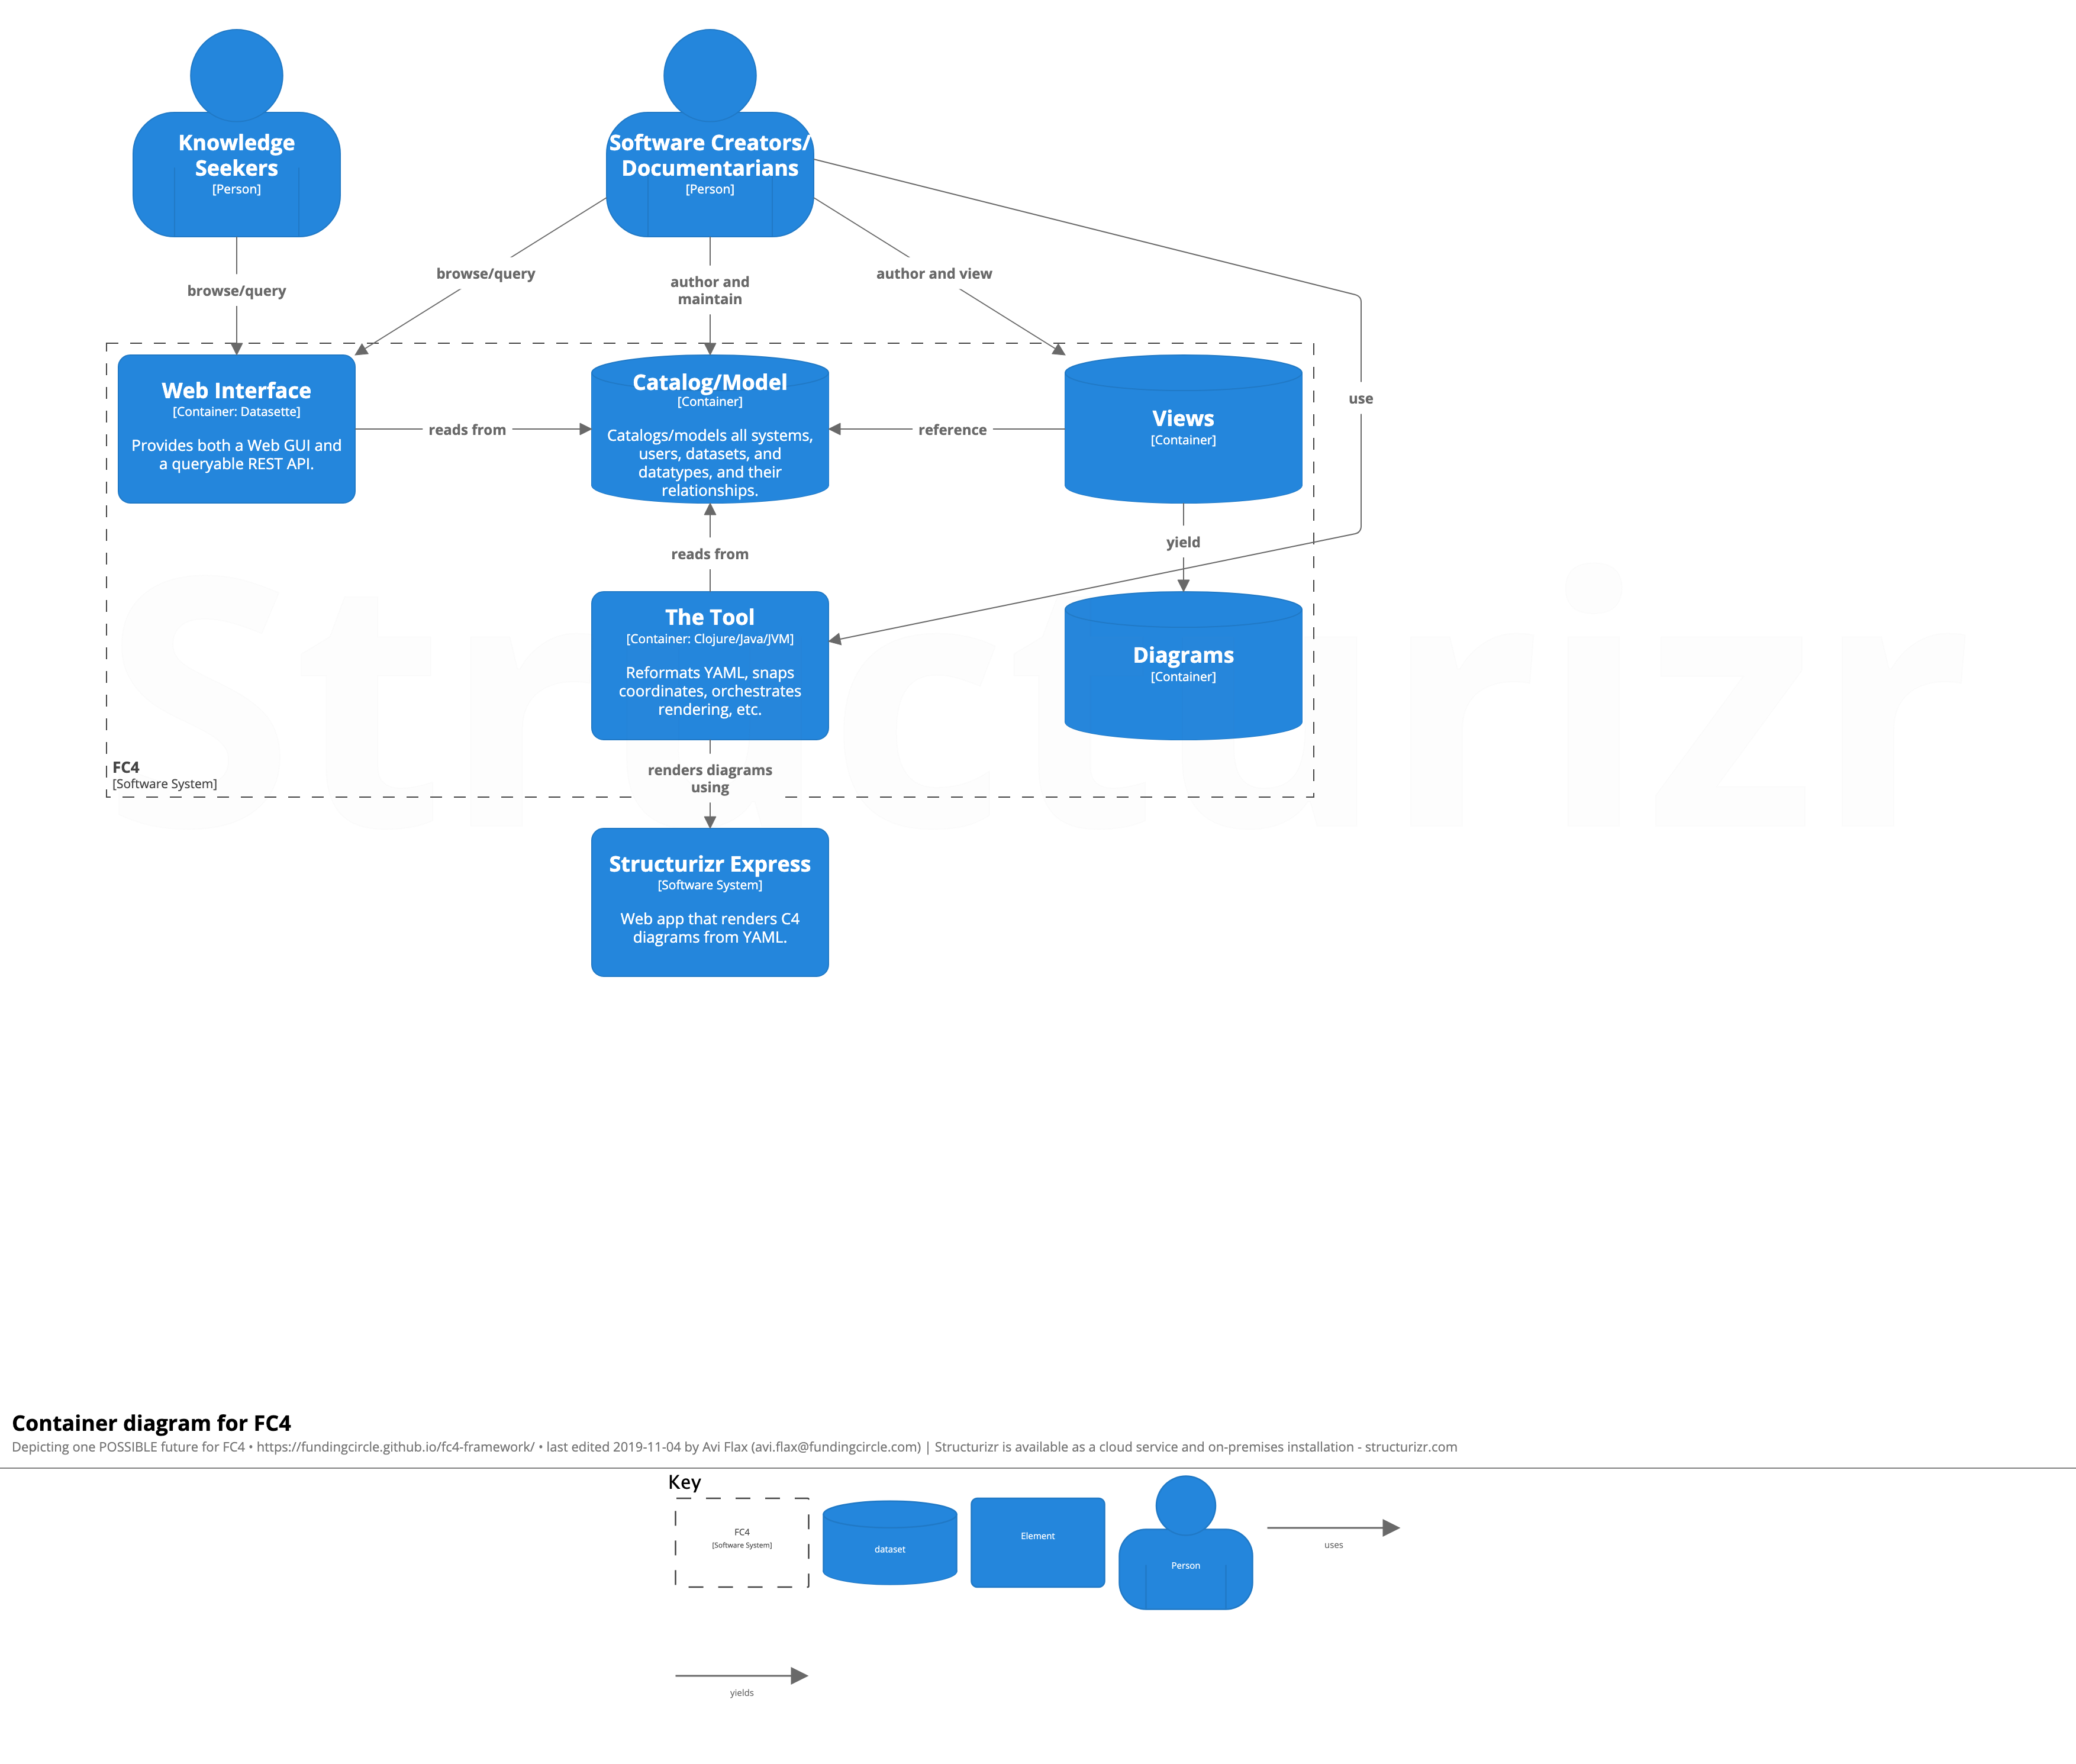 Knowledge
Seekers
[Person]
Software Creators/
Documentarians
[Person]
browse/query
browse/query
author and
maintain
author and view
use
Web Interface
[Container: Datasette]
Provides both a Web GUI and
a queryable REST API.
reads from
Catalog/Model
[Container]
Catalogs/models all systems,
users, datasets, and
datatypes, and their
relationships.
reference
Views
[Container]
reads from
yield
The Tool
[Container: Clojure/Java/JVM]
Reformats YAML, snaps
coordinates, orchestrates
rendering, etc.
Diagrams
[Container]
Structurizr
FC4
[Software System]
renders diagrams
using
Structurizr Express
[Software System]
Web app that renders C4
diagrams from YAML.
Container diagram for FC4
Depicting one POSSIBLE future for FC4 • https://fundingcircle.github.io/fc4-framework/ • last edited 2019-11-04 by Avi Flax (avi.flax@fundingcircle.com) | Structurizr is available as a cloud service and on-premises installation - structurizr.com
Key
FC4
[Software System]
dataset
Element
Person
uses
yields